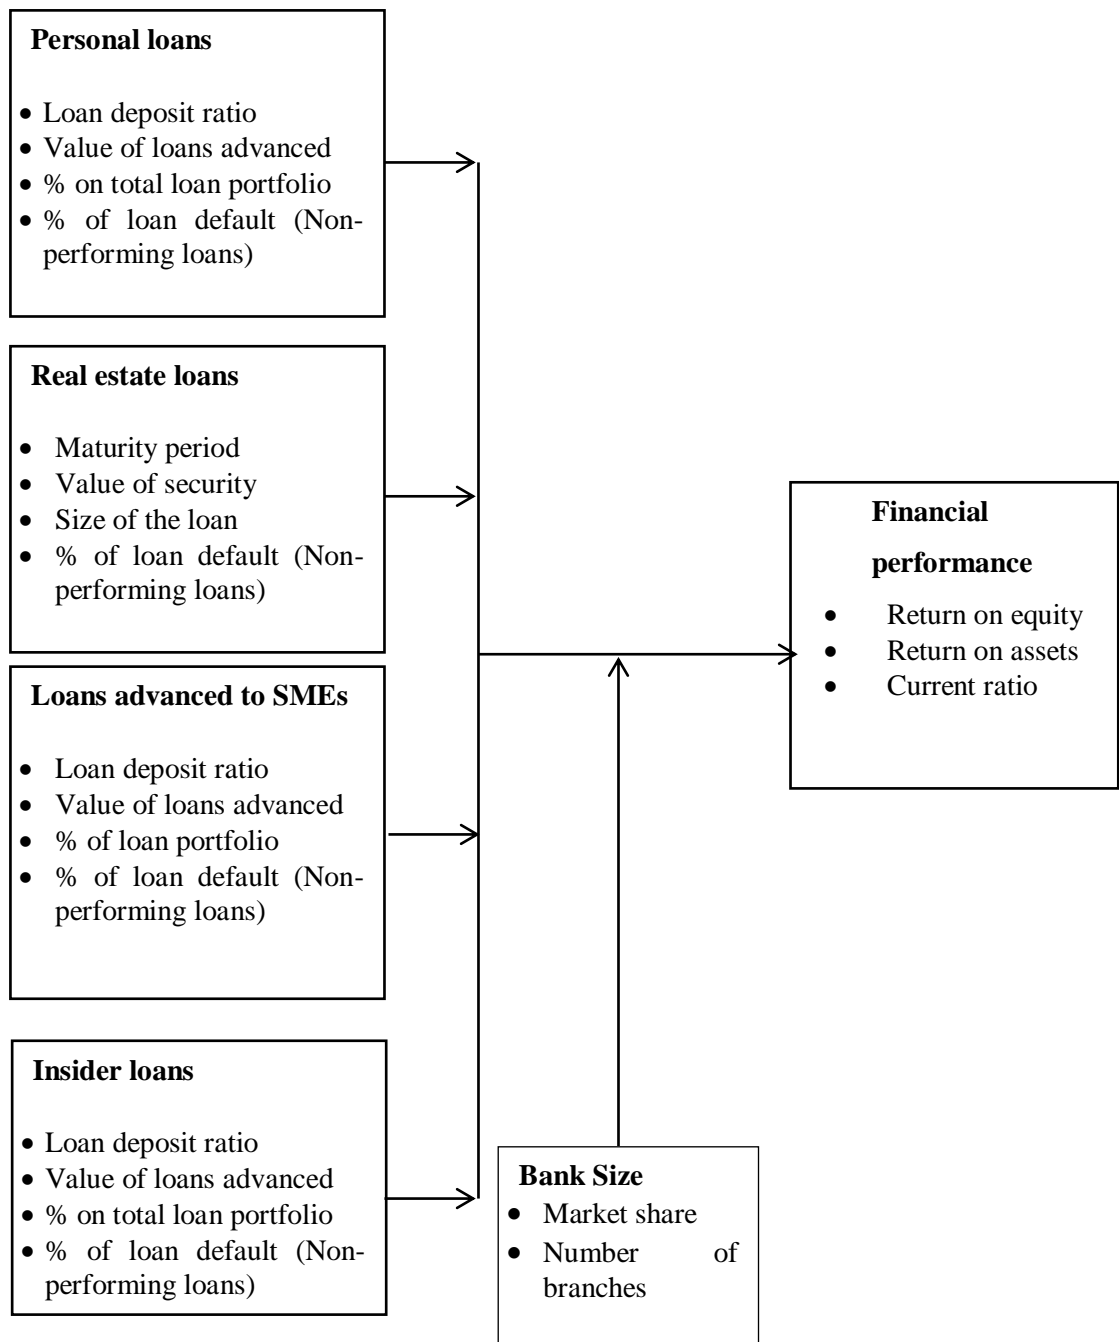 Personal loans
• Loan deposit ratio
• Value of loans advanced
• % on total loan portfolio
• % of loan default (Non-
performing loans)
Real estate loans
• Maturity period
• Value of security
• Size of the loan
• % of loan default (Non-
performing loans)
Loans advanced to SMEs
• Loan deposit ratio
• Value of loans advanced
• % of loan portfolio
• % of loan default (Non-
performing loans)
Insider loans
• Loan deposit ratio
• Value of loans advanced
• % on total loan portfolio
• % of loan default (Non-
performing loans)
Bank Size
• Market share
• Number of
branches
Financial
performance
• Return on equity
• Return on assets
• Current ratio